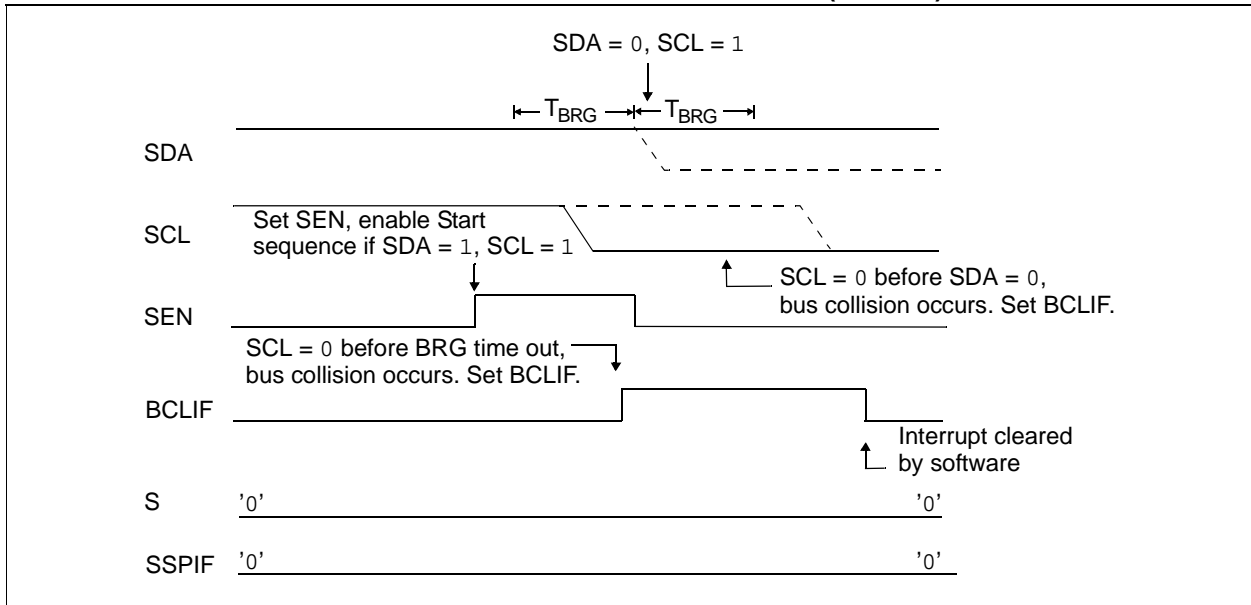 SDA = 0, SCL = 1
TBRG TBRG
SDA
SCL
Set SEN, enable Start
sequence if SDA = 1, SCL = 1
SCL = 0 before SDA = 0,
bus collision occurs. Set BCLIF.
SEN
SCL = 0 before BRG time out,
bus collision occurs. Set BCLIF.
BCLIF
Interrupt cleared
by software
S '0' '0'
SSPIF '0' '0'